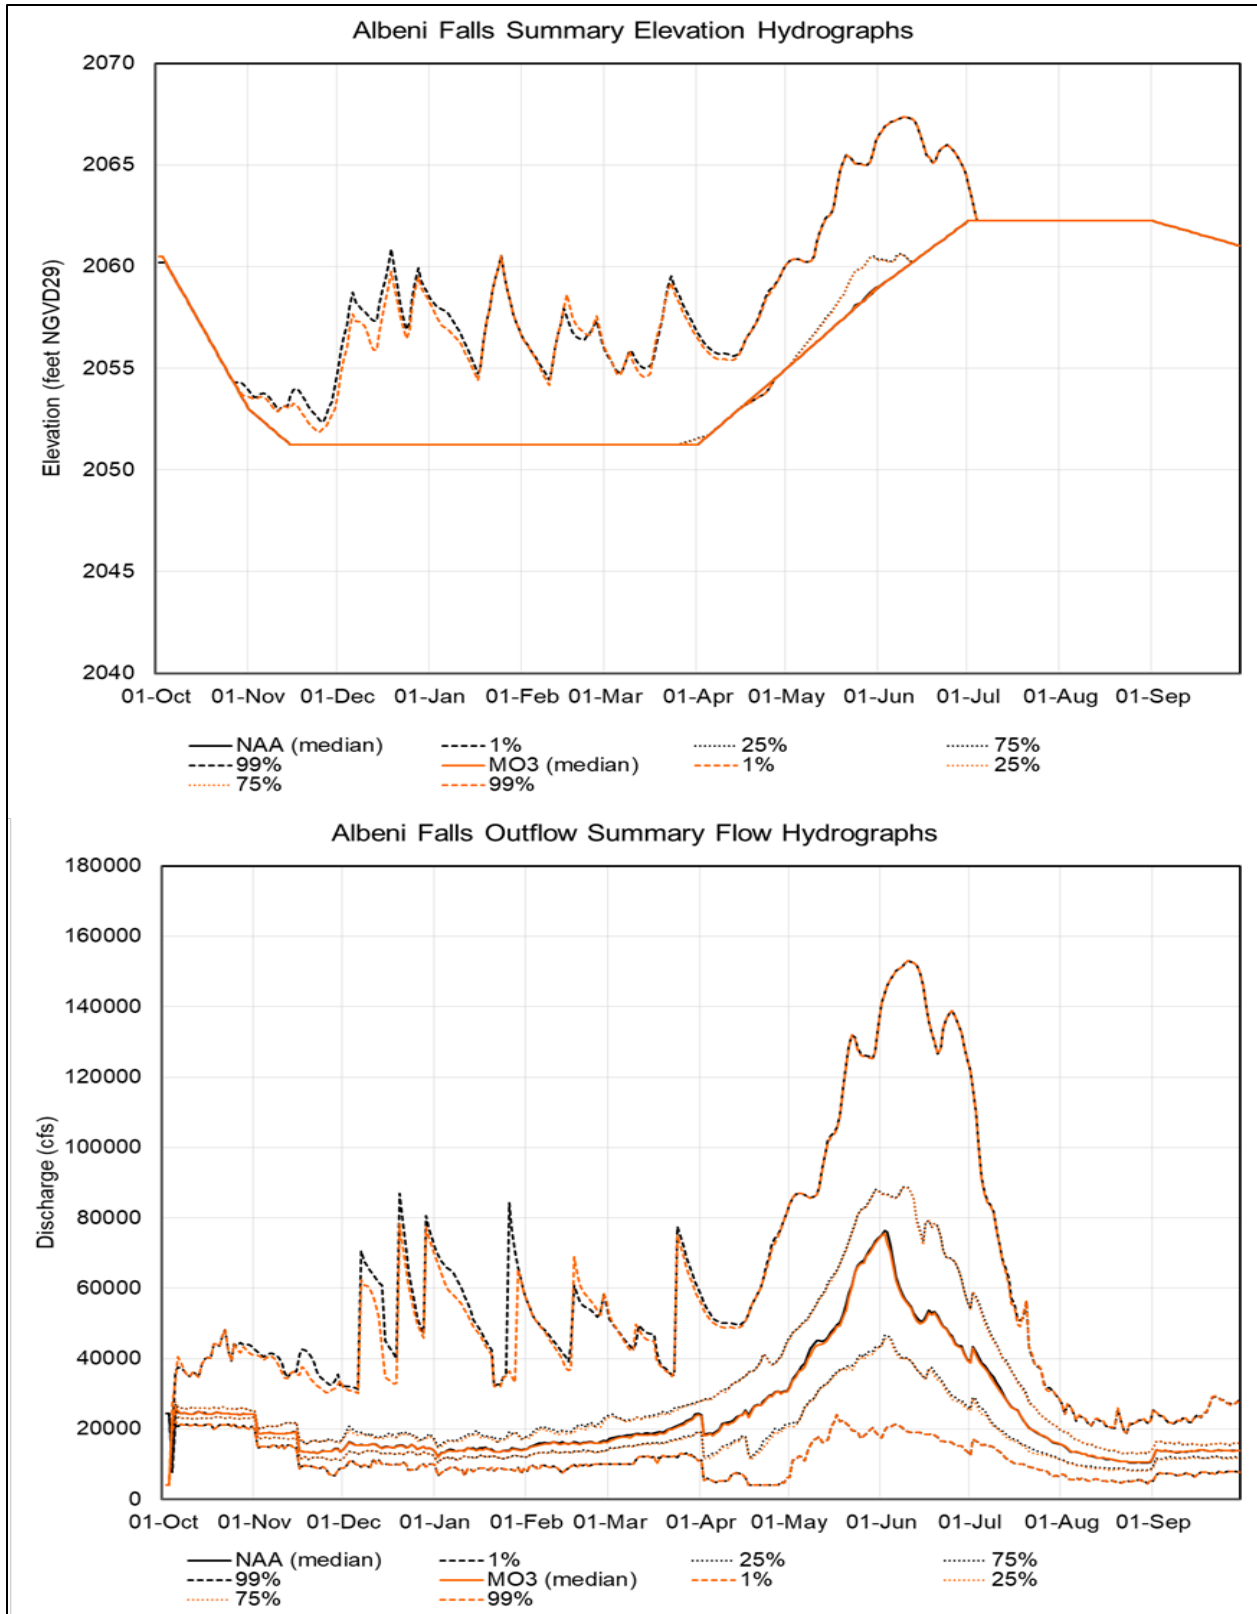 Albeni Falls Summary Elevation Hydrographs
2070
2065
2060
2055
2050
2045
2040
Elevation (feet NGVD29)
01-Oct 01-Nov 01-Dec 01-Jan 01-Feb 01-Mar 01-Apr 01-May 01-Jun 01-Jul 01-Aug 01-Sep
NAA (median) 1% 25% 75%
99% MO3 (median) 1% 25%
75% 99%
Albeni Falls Outflow Summary Flow Hydrographs
180000
160000
140000
120000
100000
80000
60000
40000
20000
0
Discharge (cfs)
01-Oct 01-Nov 01-Dec 01-Jan 01-Feb 01-Mar 01-Apr 01-May 01-Jun 01-Jul 01-Aug 01-Sep
NAA (median) 1% 25% 75%
99% MO3 (median) 1% 25%
75% 99%